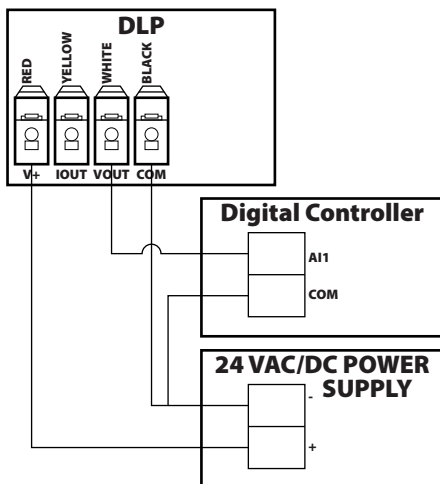 DLP
RED YELLOW WHITE BLACK
V+ IOUT VOUT COM
Digital Controller
AI1
COM
24 VAC/DC POWER
SUPPLY
-
+